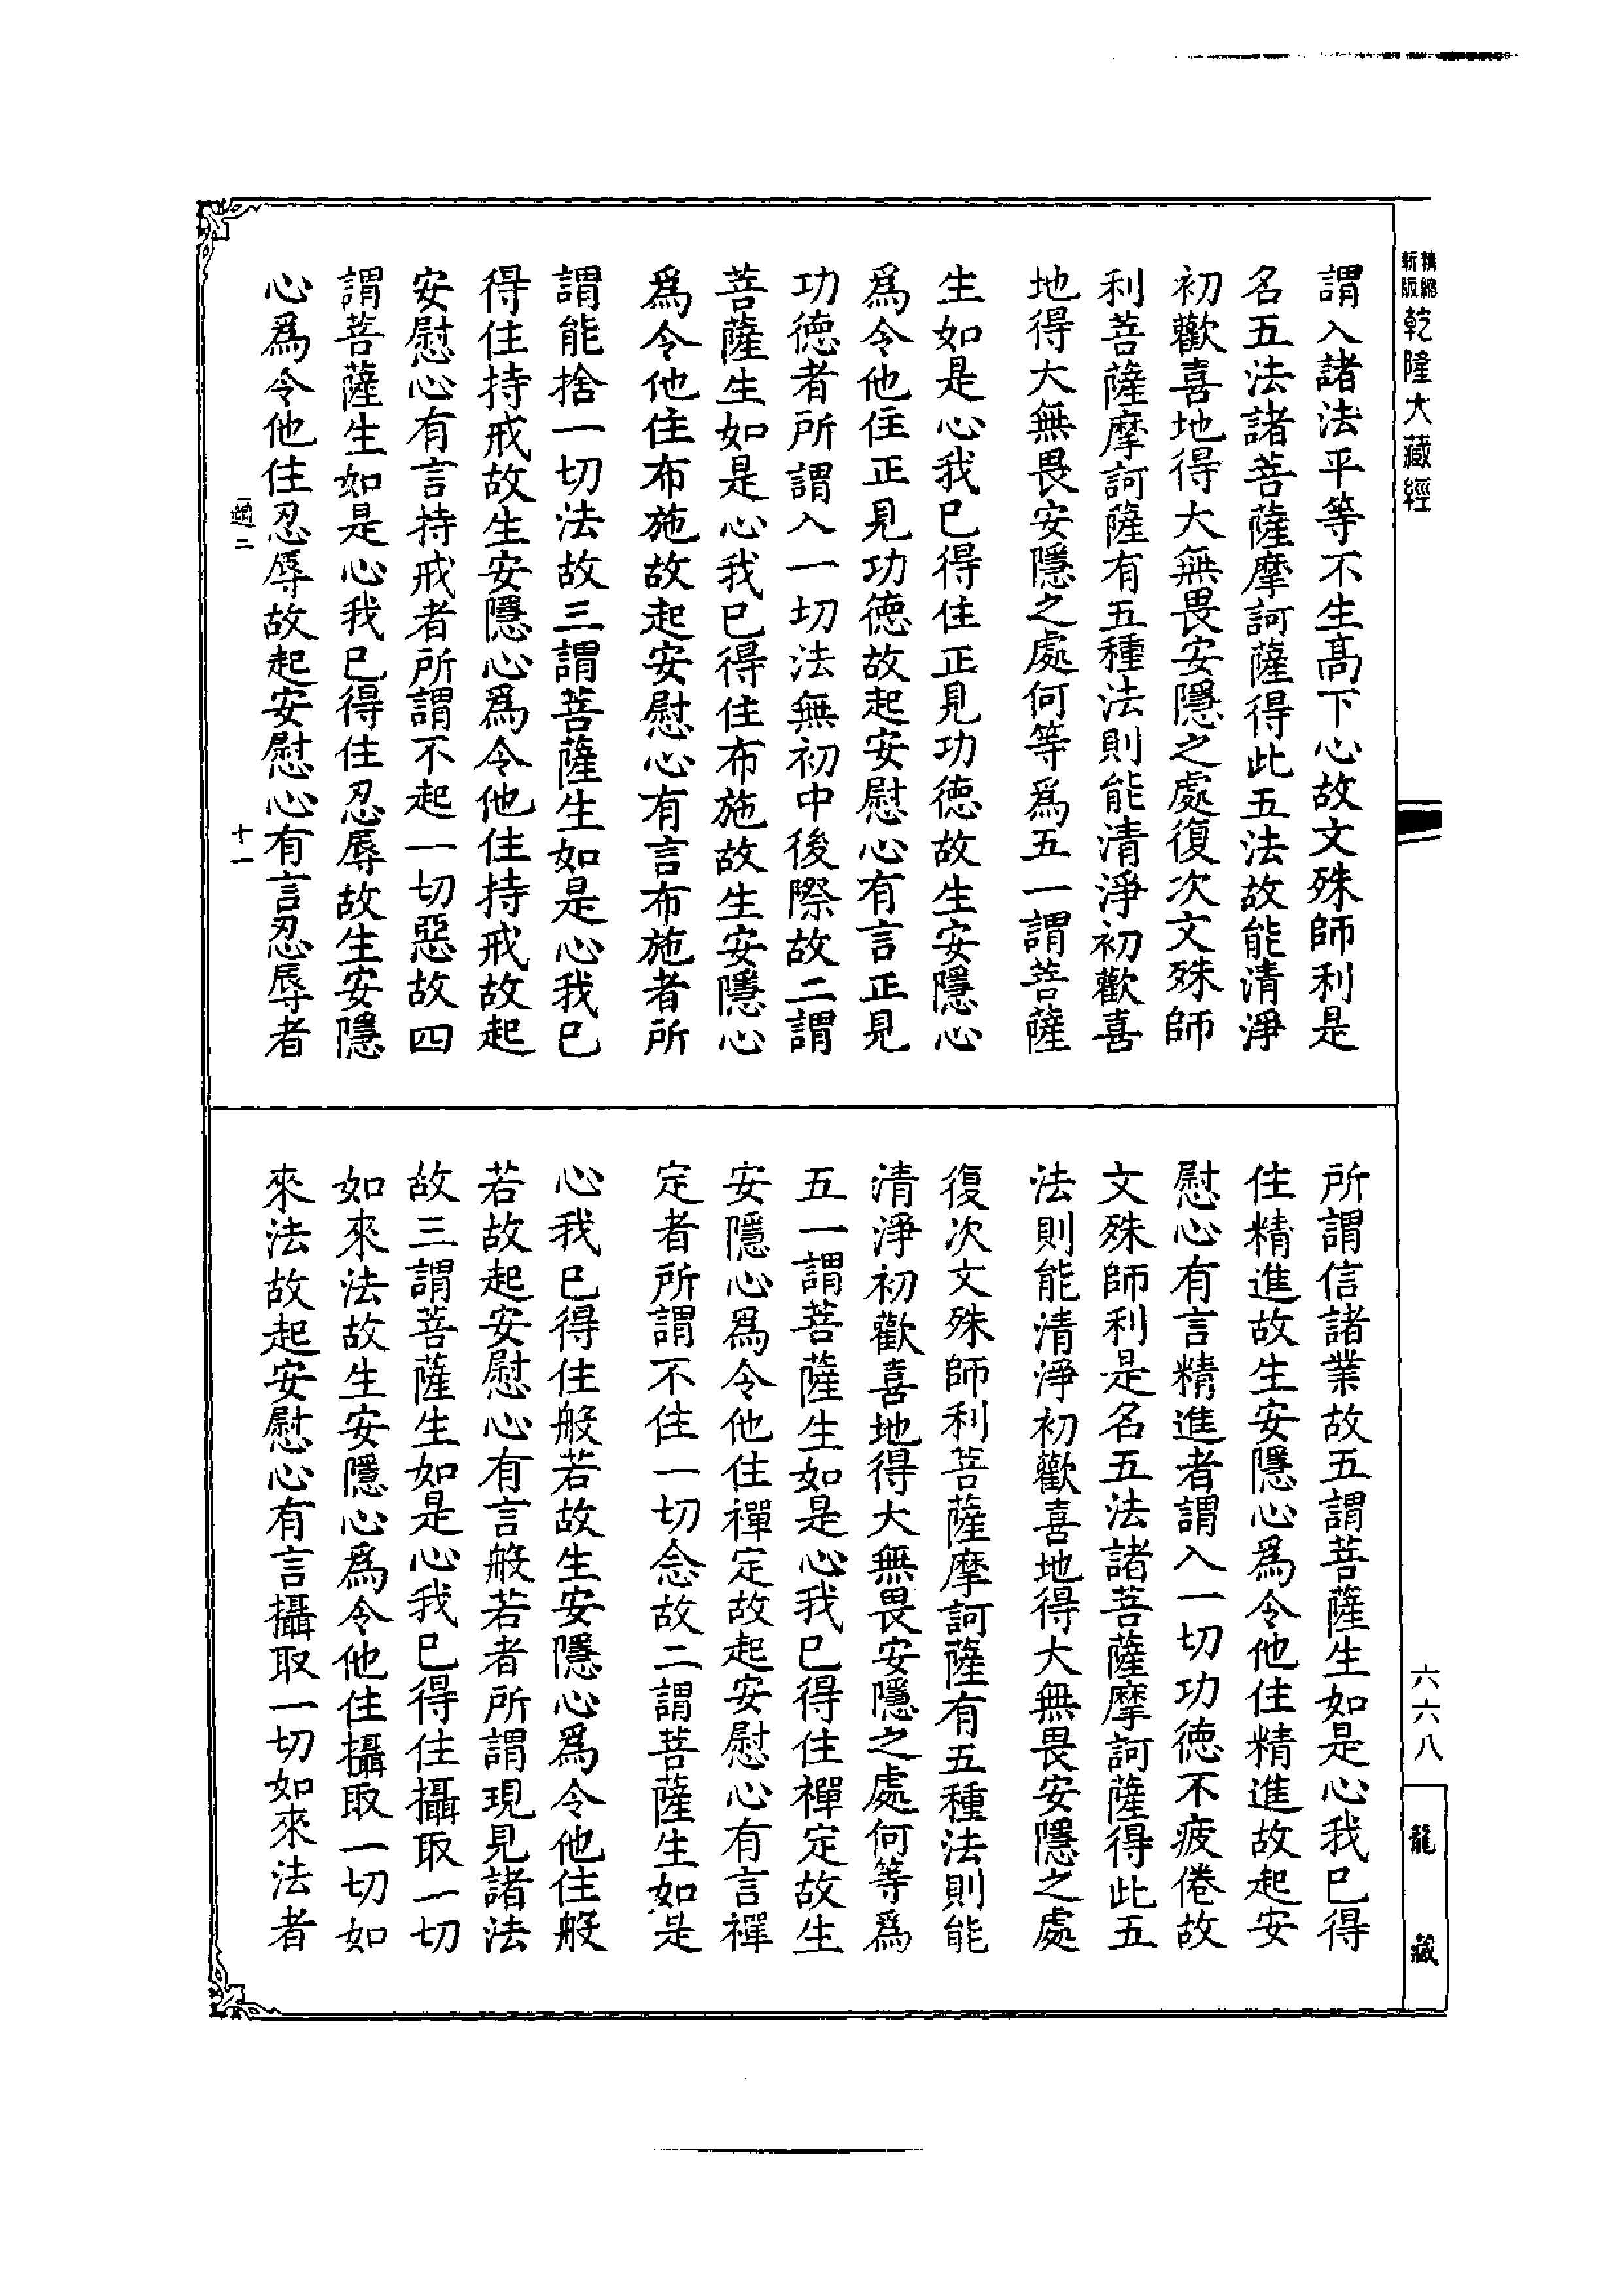 精縮新版乾隆大藏經
謂入諸法平等不生高下心故文殊師利是
名五法諸菩薩摩訶薩得此五法故能清淨
初歡喜地得大無畏安隱之處復次文殊師
利菩薩摩訶薩有五種法則能清淨初歡喜
地得大無畏安隱之處何等爲五一謂菩薩
生如是心我已得住正見功德故生安隱心
爲令他住正見功德故起安慰心有言正見
功德者所謂入一切法無初中後際故二謂
菩薩生如是心我已得住布施故生安隱心
爲令他住布施故起安慰心有言布施者所
謂能捨一切法故三謂菩薩生如是心我已
得住持戒故生安隱心爲令他住持戒故起
安慰心有言持戒者所謂不起一切惡故四
謂菩薩生如是心我已得住忍辱故生安隱
心爲令他住忍辱故起安慰心有言忍辱者
二 十一
所謂信諸業故五謂菩薩生如是心我已得
住精進故生安隱心爲令他住精進故起安
慰心有言精進者謂入一切功德不疲倦故
文殊師利是名五法諸菩薩摩訶薩得此五
法則能清淨初歡喜地得大無畏安隱之處
復次文殊師利菩薩摩訶薩有五種法則能
清淨初歡喜地得大無畏安隱之處何等爲
五一謂菩薩生如是心我已得住禪定故生
安隱心爲令他住禪定故起安慰心有言禪
定者所謂不住一切念故二謂菩薩生如是
心我已得住般若故生安隱心爲令他住般
若故起安慰心有言般若者所謂現見諸法
故三謂菩薩生如是心我已得住攝取一切
如來法故生安隱心爲令他住攝取一切如
來法故起安慰心有言攝取一切如來法者
六六八
龍藏